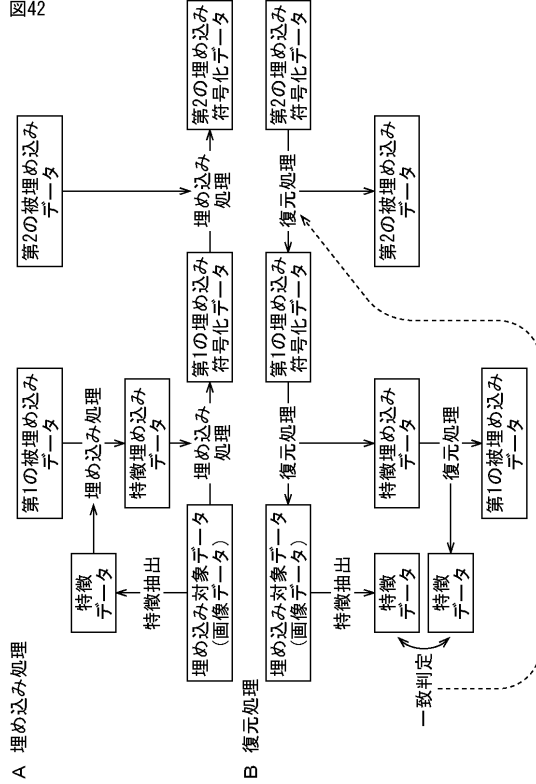 図42
A 埋め込み処理
第1の被埋め込み
データ
第2の被埋め込み
データ
特徴
データ
埋め込み処理
特徴埋め込み
データ
特徴抽出
埋め込み対象データ
(画像データ)
埋め込み
処理
第1の埋め込み
符号化データ
埋め込み
処理
第2の埋め込み
符号化データ
B 復元処理
埋め込み対象データ
(画像データ)
復元処理
第1の埋め込み
符号化データ
復元処理
第2の埋め込み
符号化データ
特徴抽出
特徴
データ
特徴埋め込み
データ
第2の被埋め込み
データ
一致判定
特徴
データ
復元処理
第1の被埋め込み
データ